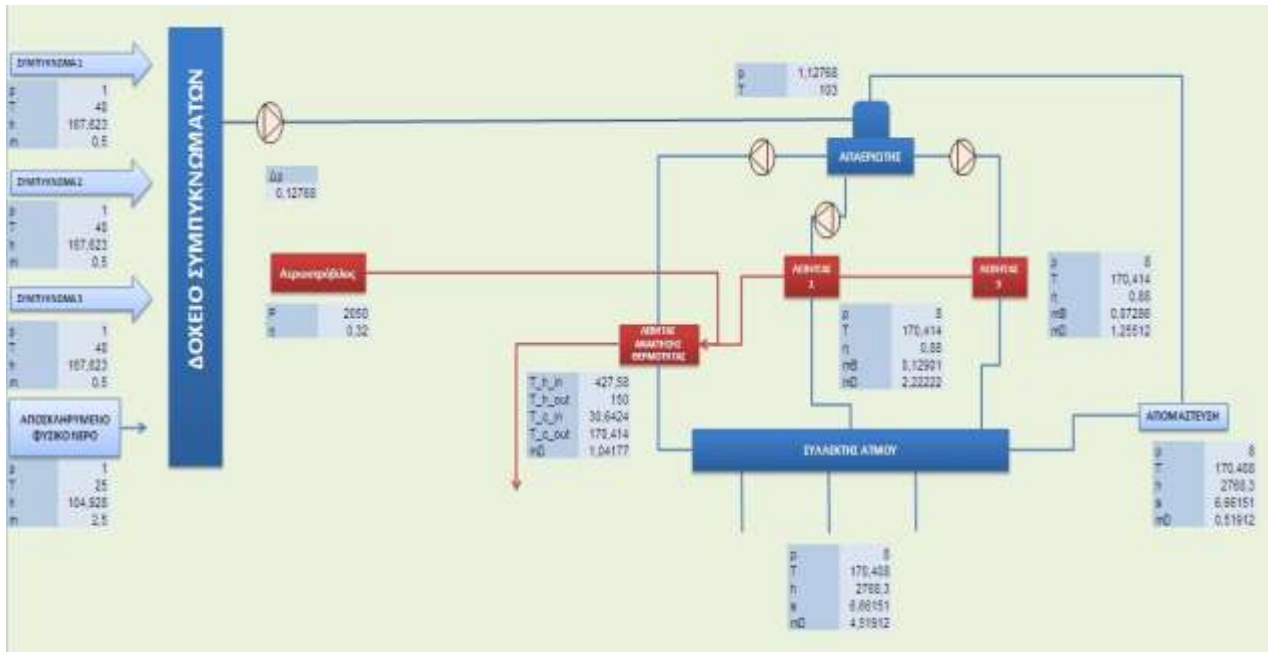 ΣΥΜΠΥΚΝΩΜΑ 1
p 1
T 40
h 167,623
m 0,5
ΣΥΜΠΥΚΝΩΜΑ 2
p 1
T 40
h 167,623
m 0,5
ΣΥΜΠΥΚΝΩΜΑ 3
p 1
T 40
h 167,623
m 0,5
ΑΠΟΣΚΛΗΡΥΜΕΝΟ
ΦΥΣΙΚΟ ΝΕΡΟ
p 1
T 25
h 104,928
m 2,5
ΔΟΧΕΙΟ ΣΥΜΠΥΚΝΩΜΑΤΩΝ
Δp
0,12768
Αεριοστρόβιλος
P 2050
n 0,32
p 1,12768
T 103
ΑΠΑΕΡΙΩΤΗΣ
ΛΕΒΗΤΑΣ
ΑΝΑΚΤΗΣΗΣ
ΘΕΡΜΟΤΗΤΑΣ
T_h_in 427,58
T_h_out 150
T_c_in 30,6424
T_c_out 170,414
mD 1,04177
ΛΕΒΗΤΑΣ
1
p 8
T 170,414
n 0,88
mB 0,12901
mD 2,22222
ΛΕΒΗΤΑΣ
p 8
T 170,414
n 0,88
mB 0,07286
mD 1,25512
ΣΥΛΛΕΚΤΗΣ ΑΤΜΟΥ
p 8
T 170,408
h 2768,3
s 6,66151
mD 4,51912
ΑΠΟΜΑΣΤΕΥΣΗ
p 8
T 170,408
h 2768,3
s 6,66151
mD 0,51912